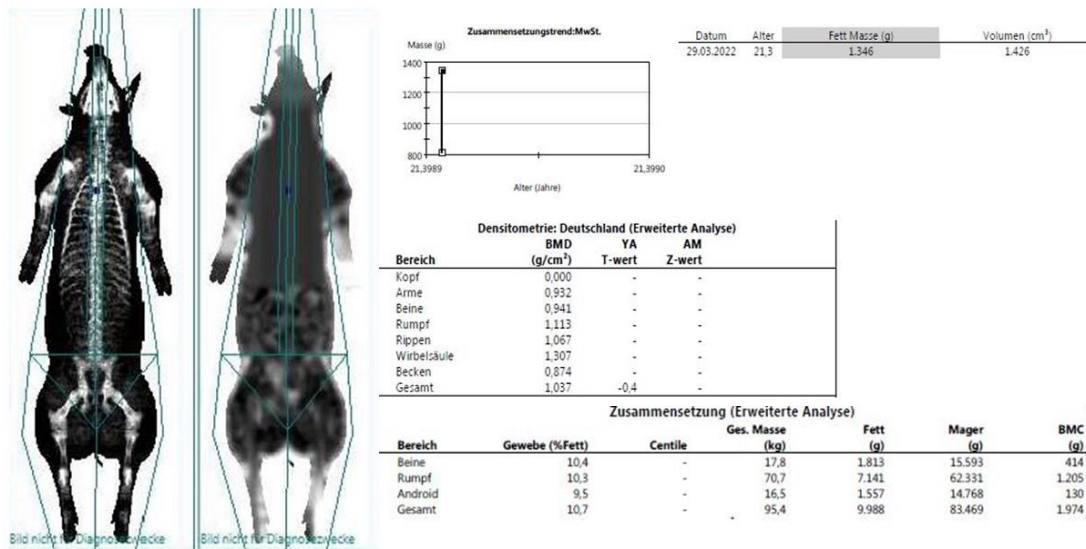 Bild nicht für Diagnosezwecke
Bild nicht für Diagnosezwecke
Zusammensetzungstrend:MwSt.
Masse (g)
1400
1200
1000
800
21,3989 21,3990
Alter (Jahre)
Datum Alter Fett Masse (g) Volumen (cm³)
29.03.2022 21,3 1.346 1.426
Densitometrie: Deutschland (Erweiterte Analyse)
BMD YA AM
Bereich (g/cm²) T-wert Z-wert
Kopf 0,000 - -
Arme 0,932 - -
Beine 0,941 - -
Rumpf 1,113 - -
Rippen 1,067 - -
Wirbelsäule 1,307 - -
Becken 0,874 - -
Gesamt 1,037 -0,4 -
Zusammensetzung (Erweiterte Analyse)
Ges. Masse Fett Mager BMC
Bereich Gewebe (%Fett) Centile (kg) (g) (g) (g)
Beine 10,4 - 17,8 1.813 15.593 414
Rumpf 10,3 - 70,7 7.141 62.331 1.205
Android 9,5 - 16,5 1.557 14.768 130
Gesamt 10,7 - 95,4 9.988 83.469 1.974